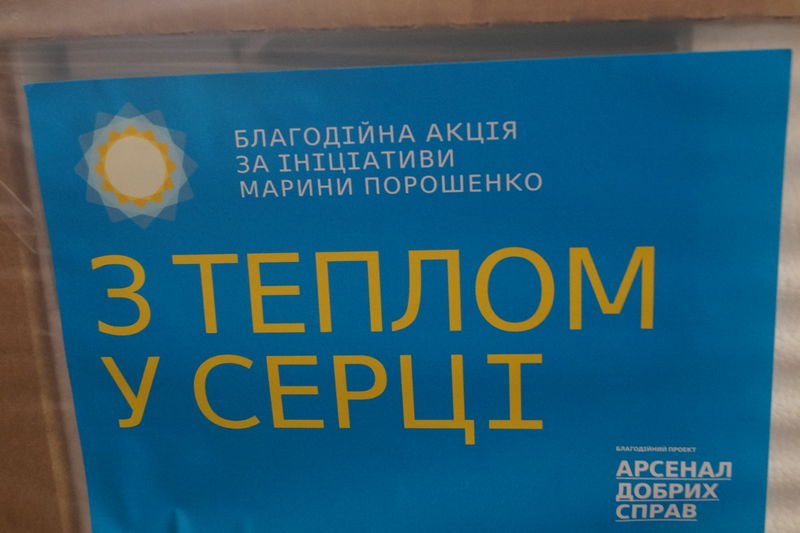 БЛАГОДІЙНА АКЦІЯ
ЗА ІНІЦІАТИВИ
МАРИНИ ПОРОШЕНКО
З ТЕПЛОМ
У СЕРЦІ
БЛАГОДІЙНИЙ ПРОЕКТ
АРСЕНАЛ
ДОБРИХ
СПРАВ